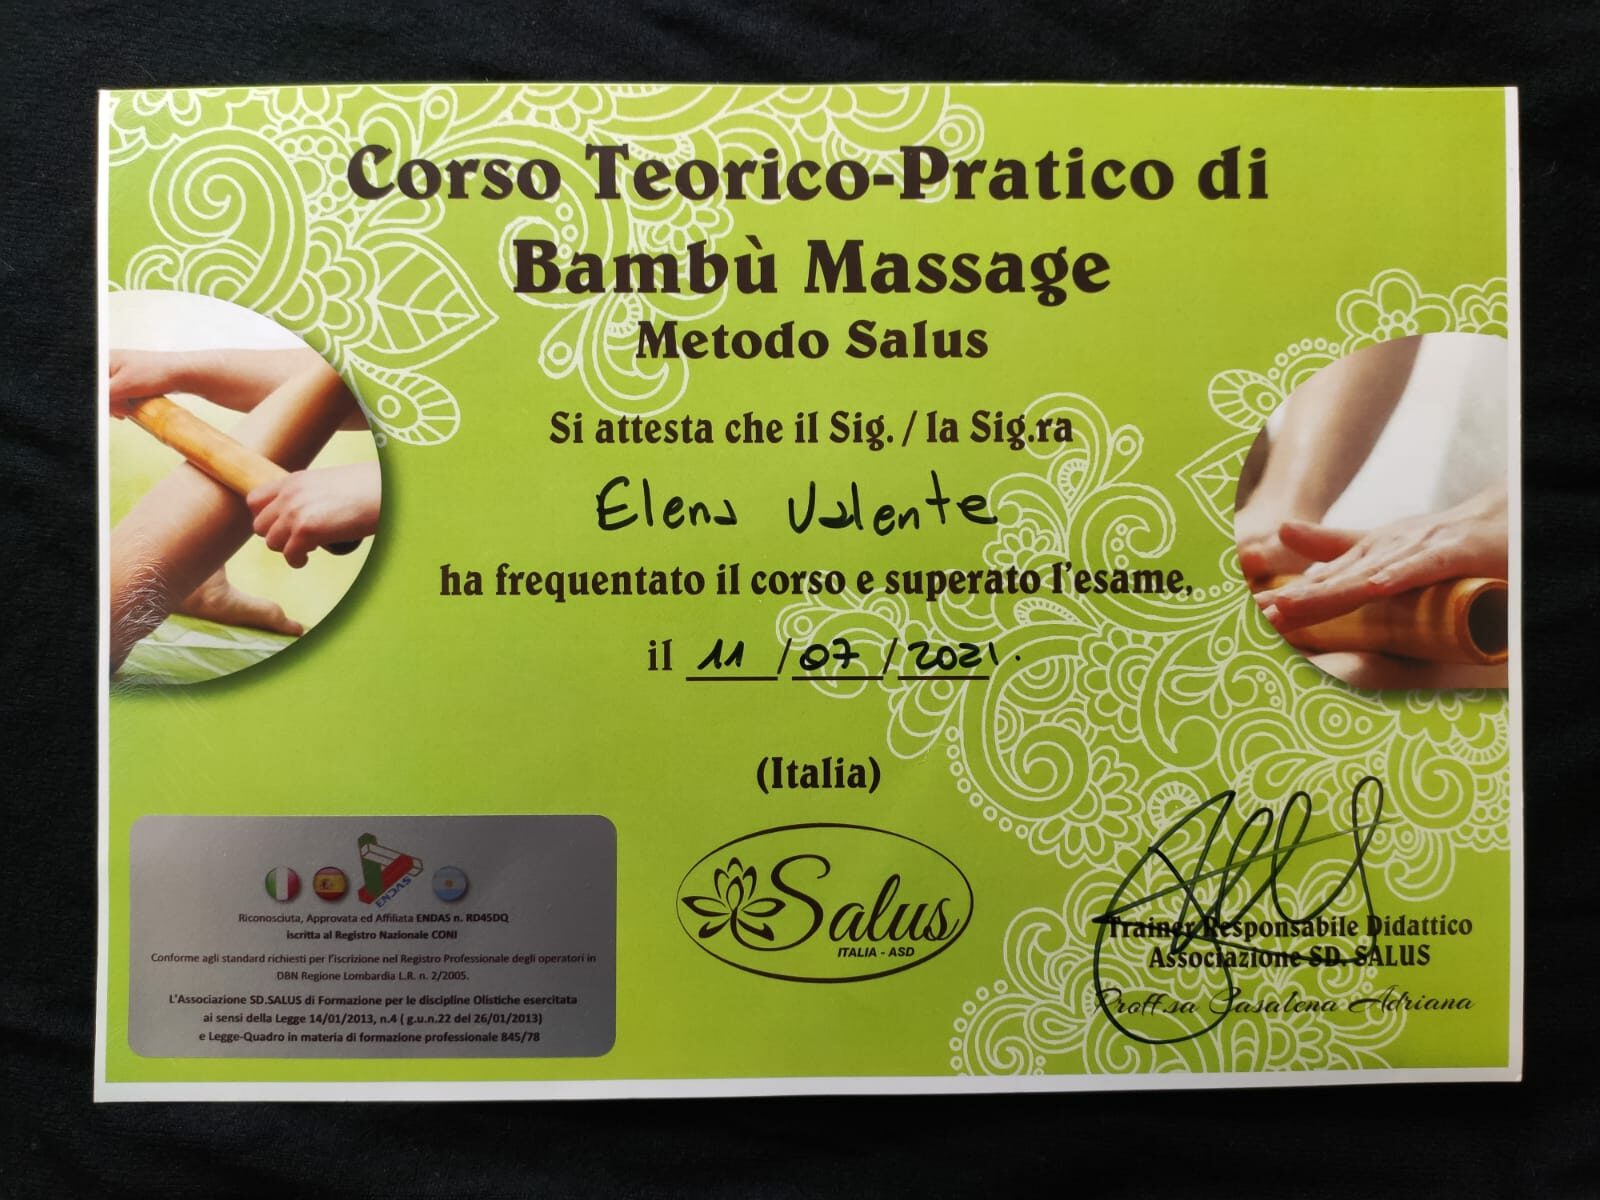 Corso Teorico-Pratico di
Bambù Massage
Metodo Salus
Si attesta che il Sig. / la Sig.ra
Elena Valente
ha frequentato il corso e superato l'esame,
il 11 / 07 / 2021.
(Italia)
ENDAS
Riconosciuta, Approvata ed Affiliata ENDAS n. RD45DQ
iscritta al Registro Nazionale CONI
Conforme agli standard richiesti per l'iscrizione nel Registro Professionale degli operatori in
DBN Regione Lombardia L.R. n. 2/2005.
L'Associazione SD.SALUS di Formazione per le discipline Olistiche esercitata
ai sensi della Legge 14/01/2013, n.4 ( g.u.n.22 del 26/01/2013)
e Legge-Quadro in materia di formazione professionale 845/78
Salus
ITALIA - ASD
Trainer Responsabile Didattico
Associazione SD. SALUS
Proff.sa Casalena Adriana